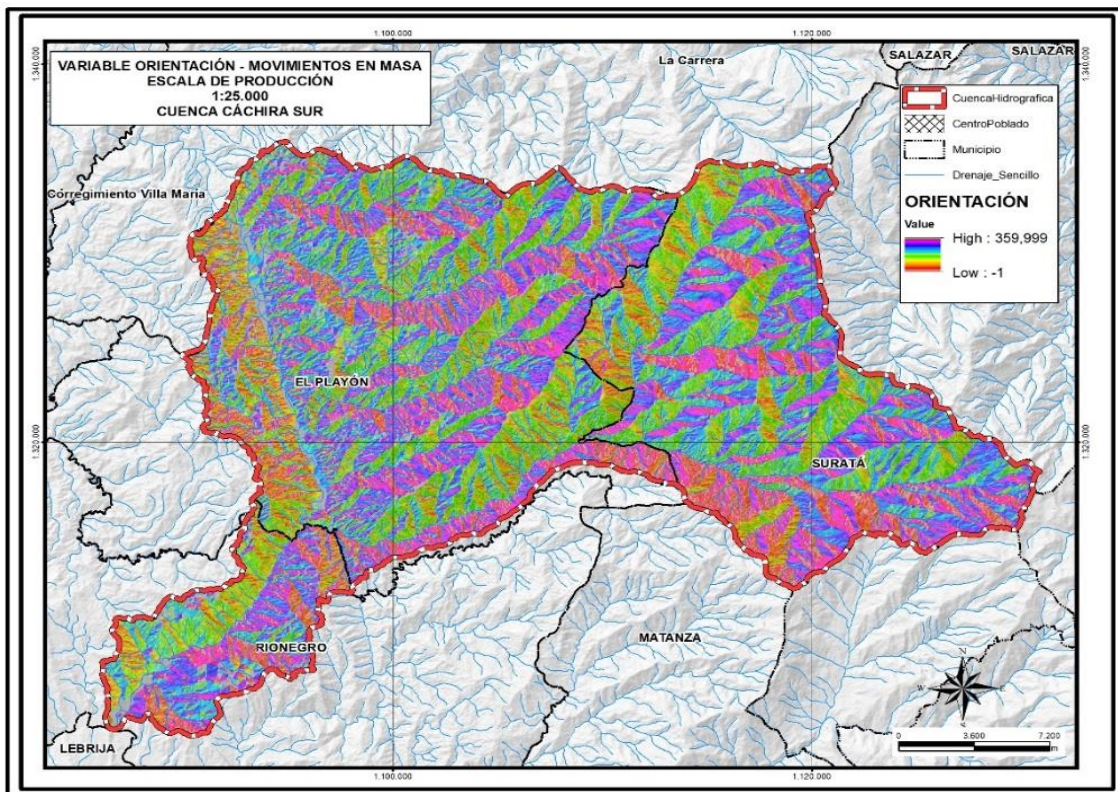 1.100.000
1.120.000
1.340.000
1.340.000
VARIABLE ORIENTACIÓN - MOVIMIENTOS EN MASA
ESCALA DE PRODUCCIÓN
1:25.000
CUENCA CÁCHIRA SUR
La Carrera
SALAZAR
SALAZAR
CuencaHidrografica
CentroPoblado
Municipio
Drenaje_Sencillo
ORIENTACIÓN
Value
High : 359,999
Low : -1
Corregimiento Villa María
EL PLAYÓN
1.320.000
1.320.000
SURATÁ
MATANZA
RIONEGRO
LEBRIJA
N
W
E
0 3.600 7.200
m
1.100.000
1.120.000